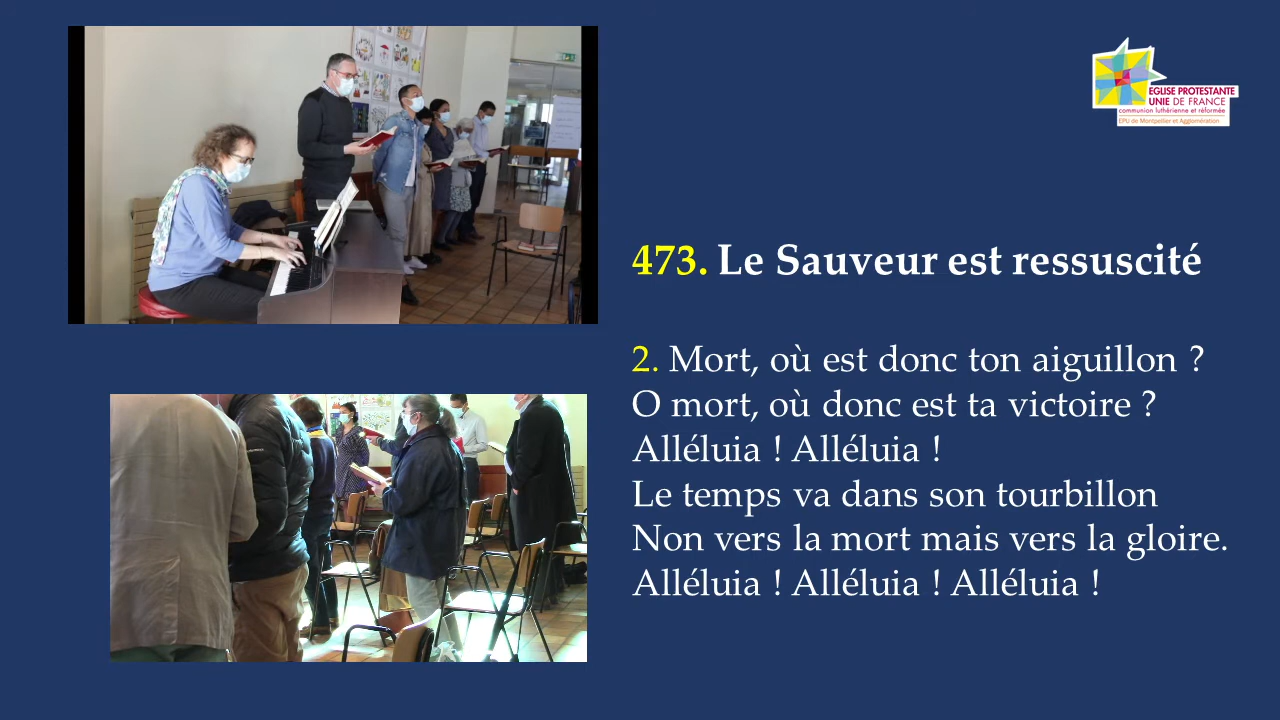 EGLISE PROTESTANTE
UNIE DE FRANCE
communion luthérienne et réformée
EPU de Montpellier et Agglomération
473. Le Sauveur est ressuscité
2. Mort, où est donc ton aiguillon ?
O mort, où donc est ta victoire ?
Alléluia ! Alléluia !
Le temps va dans son tourbillon
Non vers la mort mais vers la gloire.
Alléluia ! Alléluia ! Alléluia !